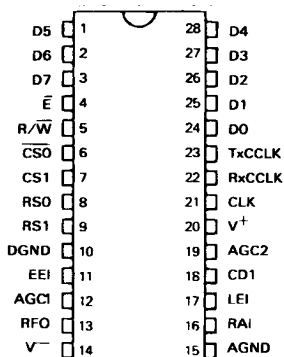 D5 1 28 D4
D6 2 27 D3
D7 3 26 D2
E̅ 4 25 D1
R/W̅ 5 24 D0
C̅S̅0̅ 6 23 TxCCLK
CS1 7 22 RxCCLK
RS0 8 21 CLK
RS1 9 20 V+
DGND 10 19 AGC2
EEI 11 18 CD1
AGC1 12 17 LEI
RFO 13 16 RAI
V− 14 15 AGND